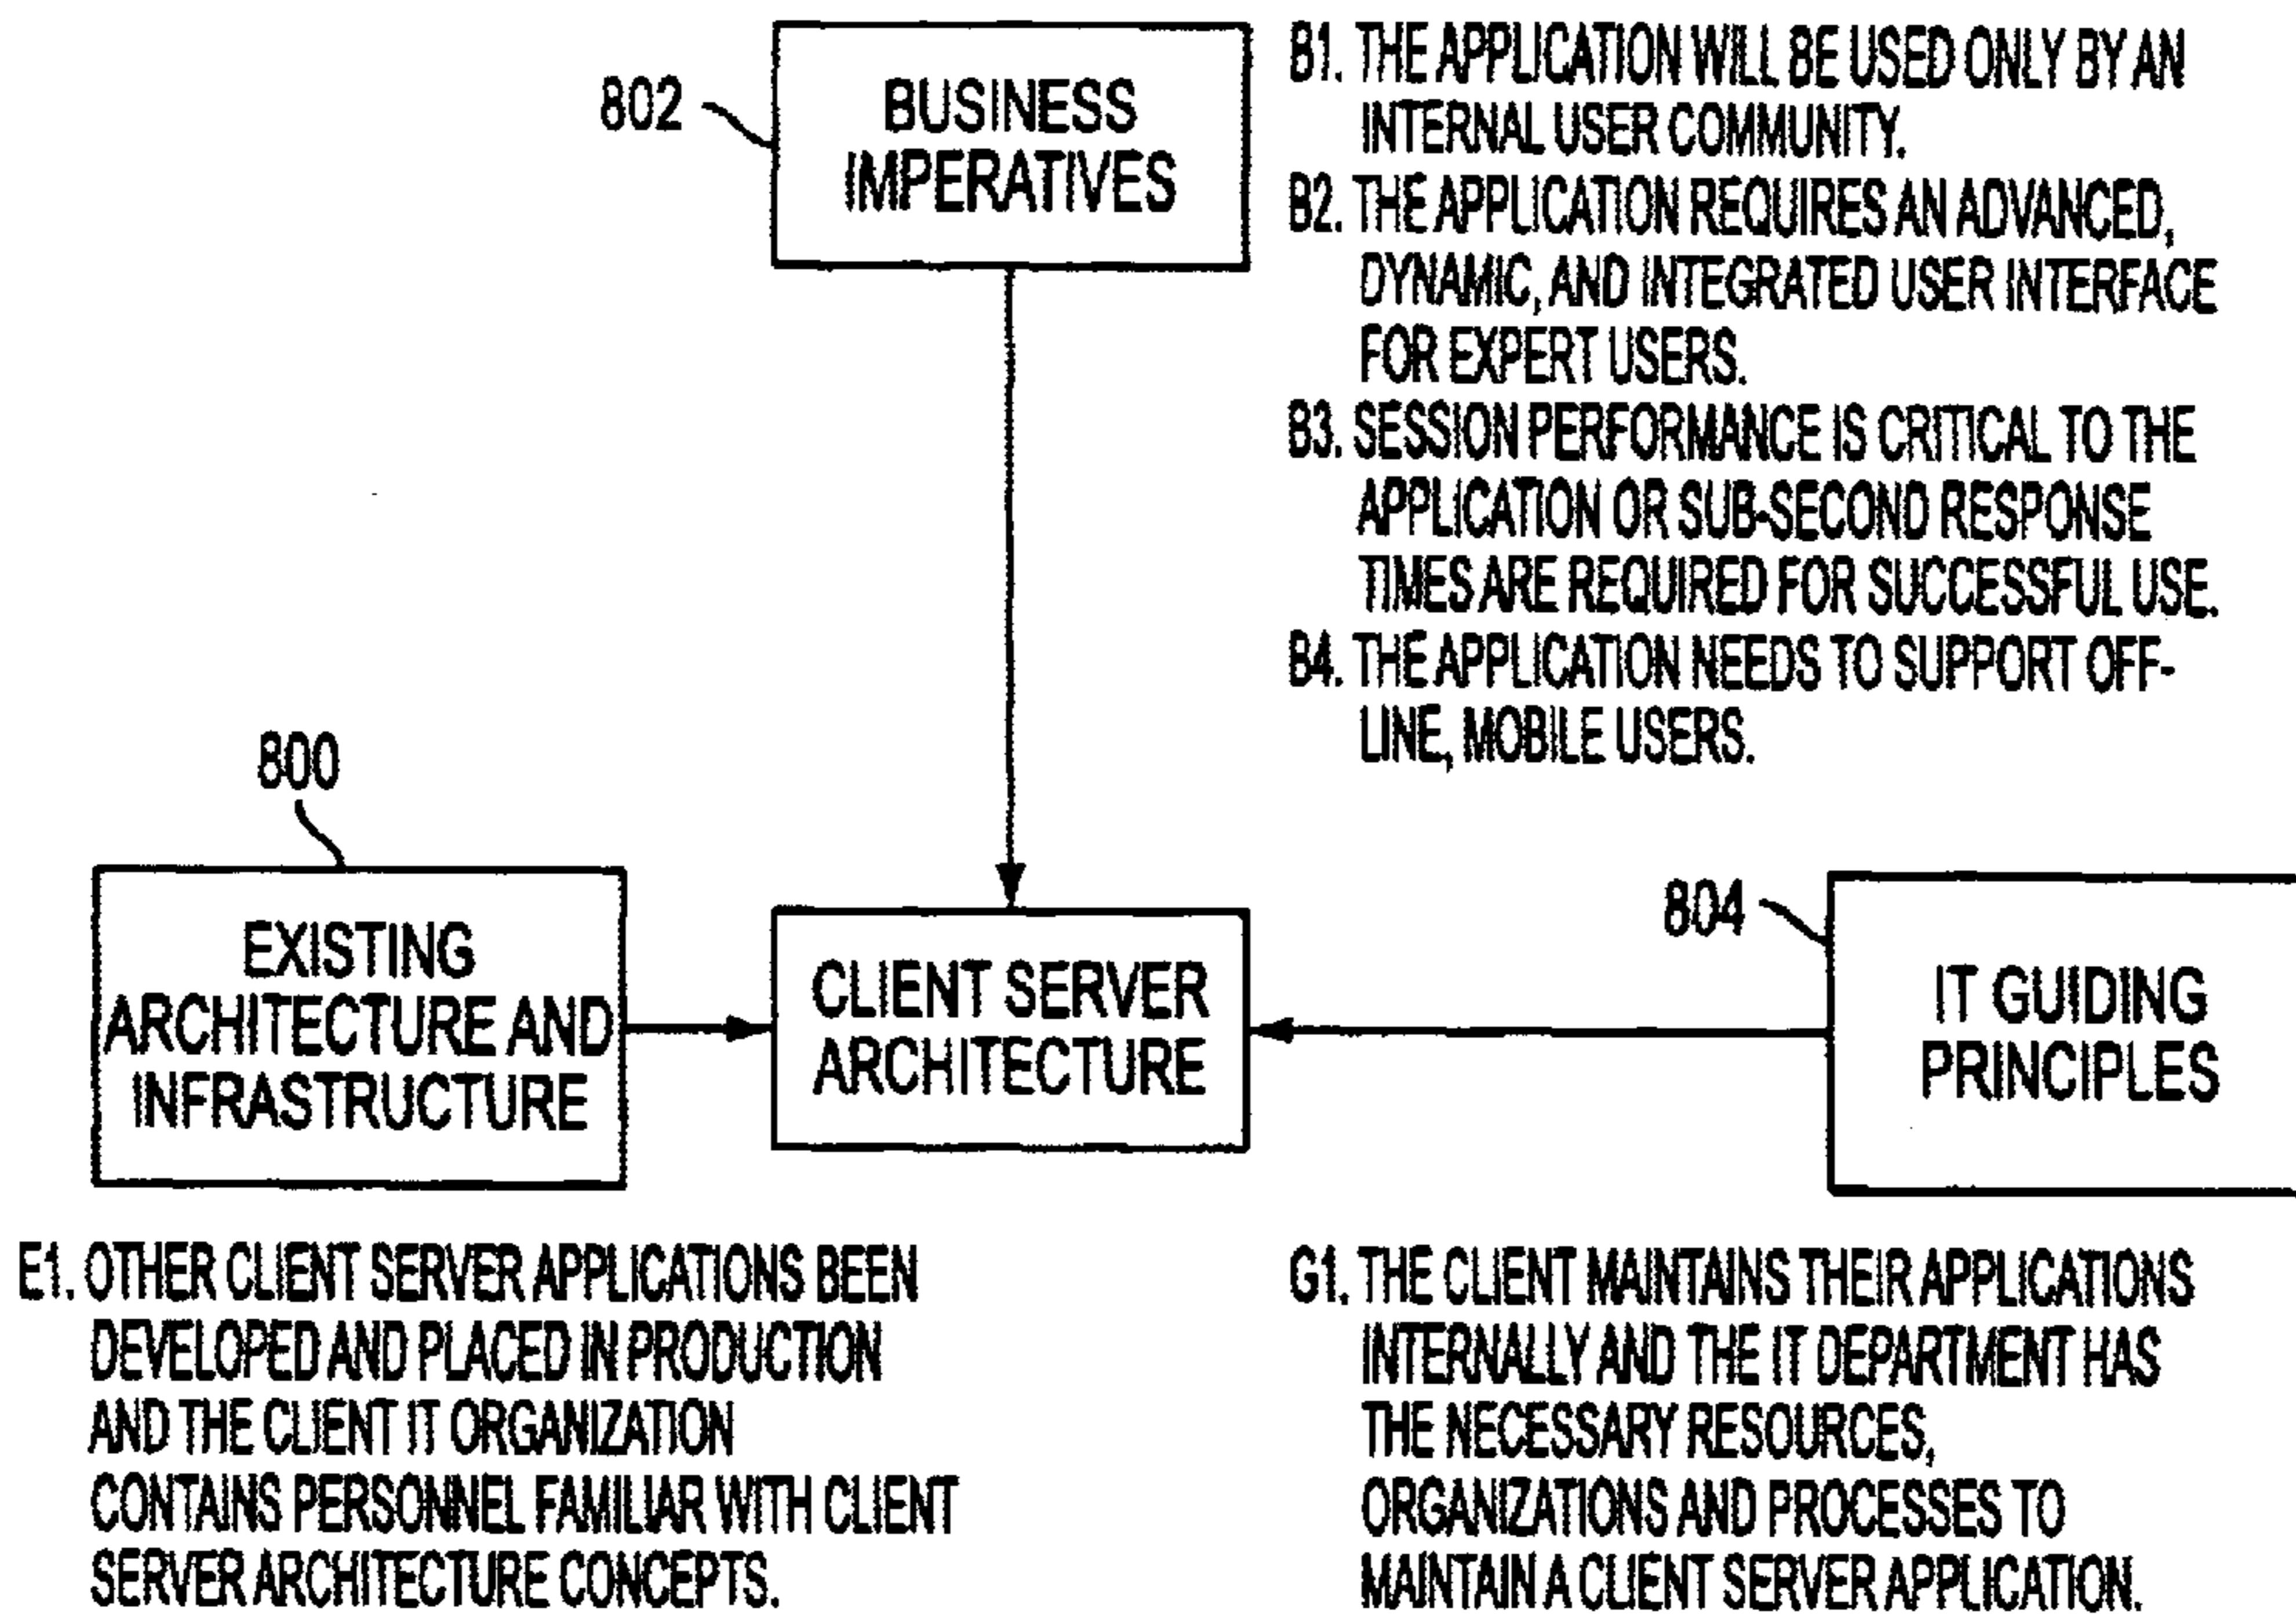 802
BUSINESS
IMPERATIVES
B1. THE APPLICATION WILL BE USED ONLY BY AN
INTERNAL USER COMMUNITY.
B2. THE APPLICATION REQUIRES AN ADVANCED,
DYNAMIC, AND INTEGRATED USER INTERFACE
FOR EXPERT USERS.
B3. SESSION PERFORMANCE IS CRITICAL TO THE
APPLICATION OR SUB-SECOND RESPONSE
TIMES ARE REQUIRED FOR SUCCESSFUL USE.
B4. THE APPLICATION NEEDS TO SUPPORT OFF-
LINE, MOBILE USERS.
800
EXISTING
ARCHITECTURE AND
INFRASTRUCTURE
CLIENT SERVER
ARCHITECTURE
804
IT GUIDING
PRINCIPLES
E1. OTHER CLIENT SERVER APPLICATIONS BEEN
DEVELOPED AND PLACED IN PRODUCTION
AND THE CLIENT IT ORGANIZATION
CONTAINS PERSONNEL FAMILIAR WITH CLIENT
SERVER ARCHITECTURE CONCEPTS.
G1. THE CLIENT MAINTAINS THEIR APPLICATIONS
INTERNALLY AND THE IT DEPARTMENT HAS
THE NECESSARY RESOURCES,
ORGANIZATIONS AND PROCESSES TO
MAINTAIN A CLIENT SERVER APPLICATION.